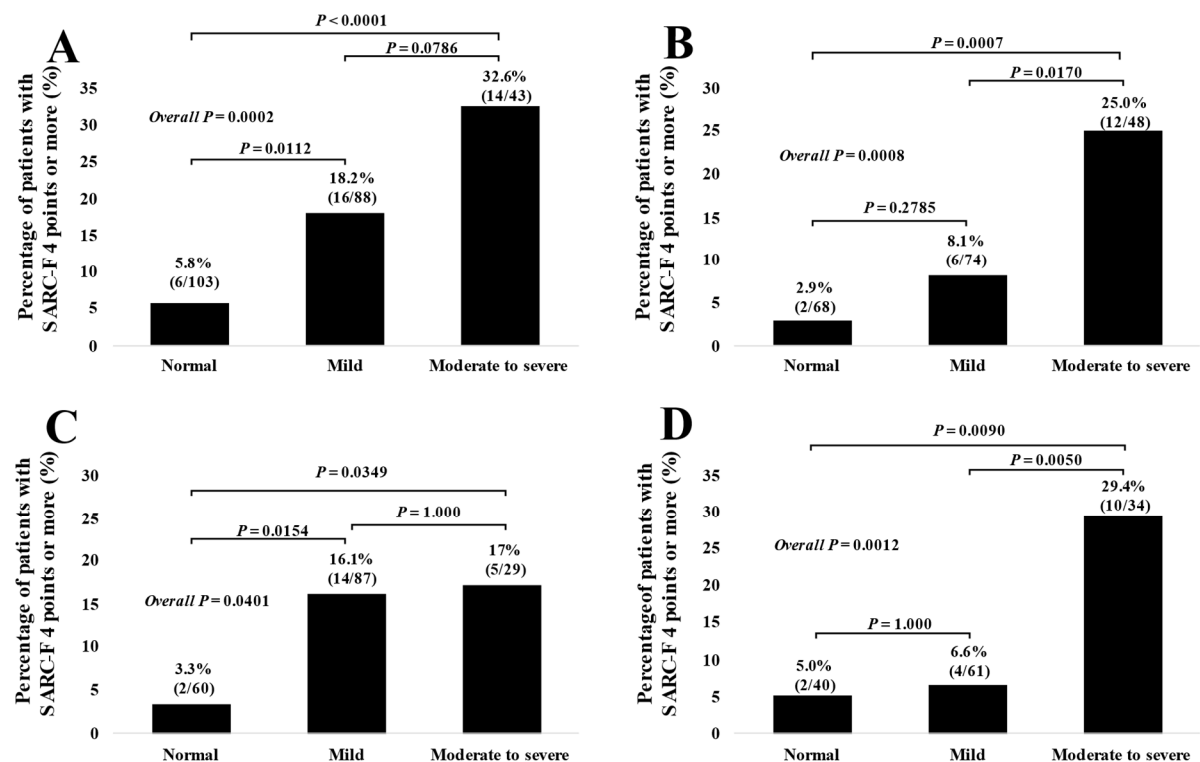 A
Percentage of patients with
SARC-F 4 points or more (%)
P < 0.0001
P = 0.0786
32.6%
(14/43)
Overall P = 0.0002
P = 0.0112
18.2%
(16/88)
5.8%
(6/103)
35
30
25
20
15
10
5
0
Normal Mild Moderate to severe
B
Percentage of patients with
SARC-F 4 points or more (%)
P = 0.0007
P = 0.0170
25.0%
(12/48)
Overall P = 0.0008
P = 0.2785
8.1%
(6/74)
2.9%
(2/68)
30
25
20
15
10
5
0
Normal Mild Moderate to severe
C
Percentage of patients with
SARC-F 4 points or more (%)
P = 0.0349
P = 1.000
P = 0.0154
17%
(5/29)
16.1%
(14/87)
Overall P = 0.0401
3.3%
(2/60)
30
25
20
15
10
5
0
Normal Mild Moderate to severe
D
Percentageof patients with
SARC-F 4 points or more (%)
P = 0.0090
P = 0.0050
29.4%
(10/34)
Overall P = 0.0012
P = 1.000
6.6%
(4/61)
5.0%
(2/40)
35
30
25
20
15
10
5
0
Normal Mild Moderate to severe